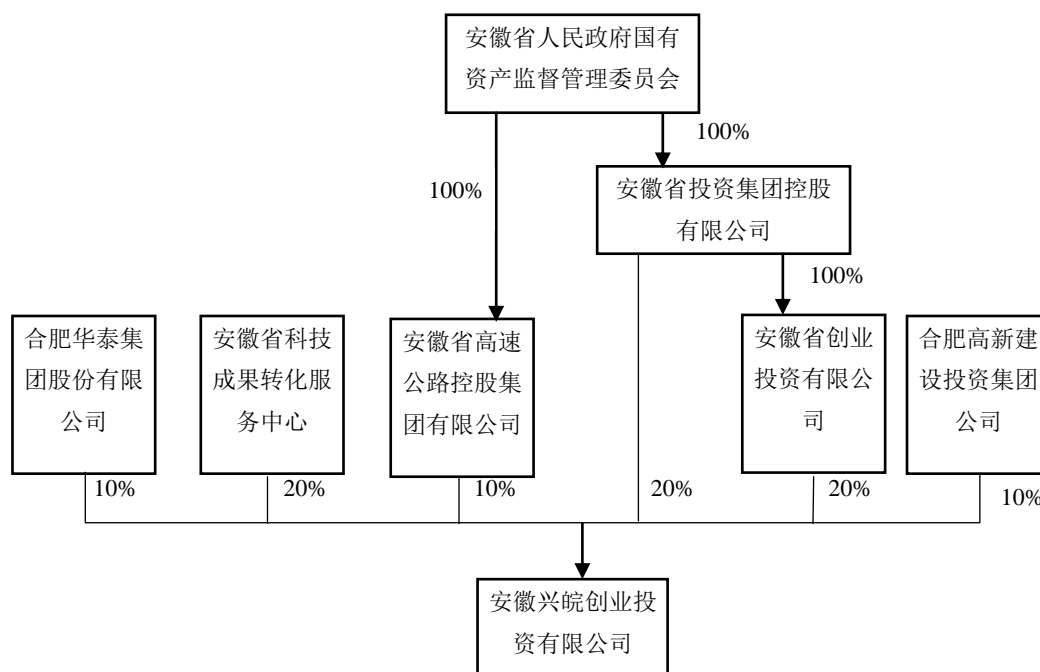 安徽省人民政府国有
资产监督管理委员会
100%
100%
安徽省投资集团控股
有限公司
100%
合肥华泰集
团股份有限
公司
安徽省科技
成果转化服
务中心
安徽省高速
公路控股集
团有限公司
安徽省创业
投资有限公
司
合肥高新建
设投资集团
公司
10%
20%
10%
20%
20%
10%
安徽兴皖创业投
资有限公司